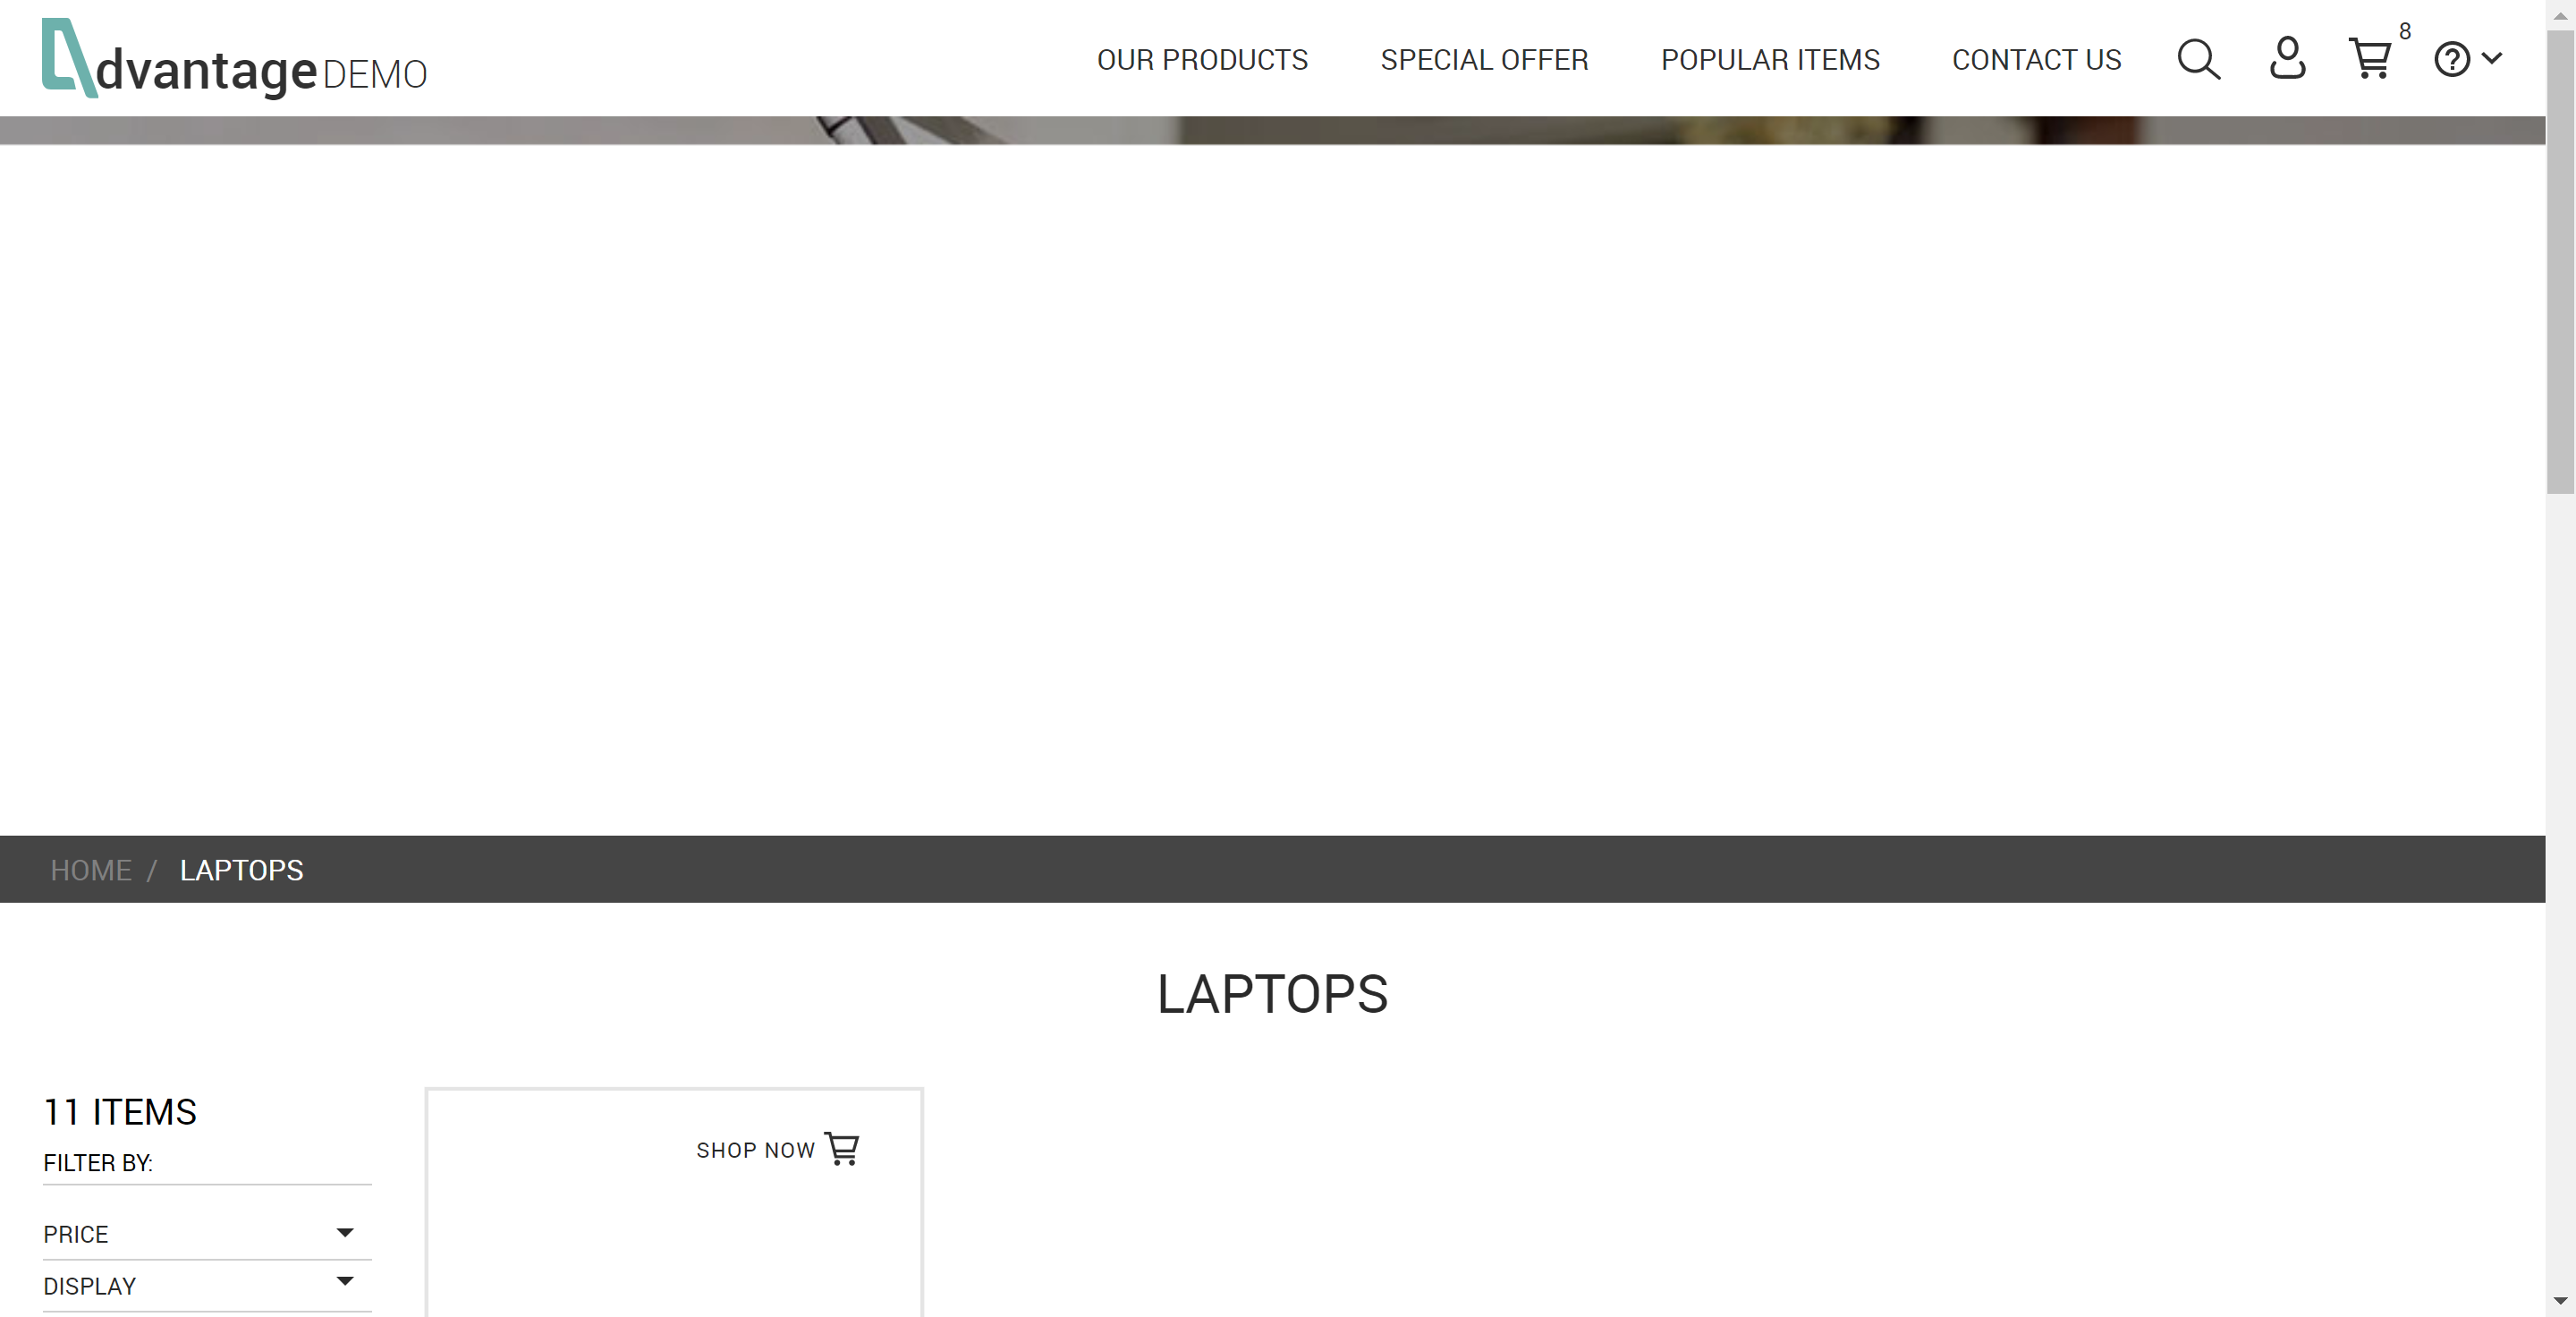 dvantage DEMO
OUR PRODUCTS SPECIAL OFFER POPULAR ITEMS CONTACT US 8
HOME / LAPTOPS
LAPTOPS
11 ITEMS
SHOP NOW
FILTER BY:
PRICE
DISPLAY